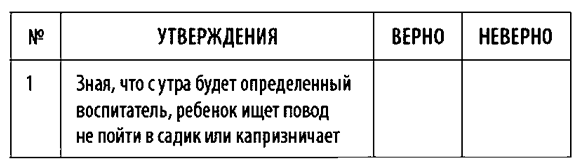 № УТВЕРЖДЕНИЯ ВЕРНО НЕВЕРНО
1 Зная, что с утра будет определенный
воспитатель, ребенок ищет повод
не пойти в садик или капризничает